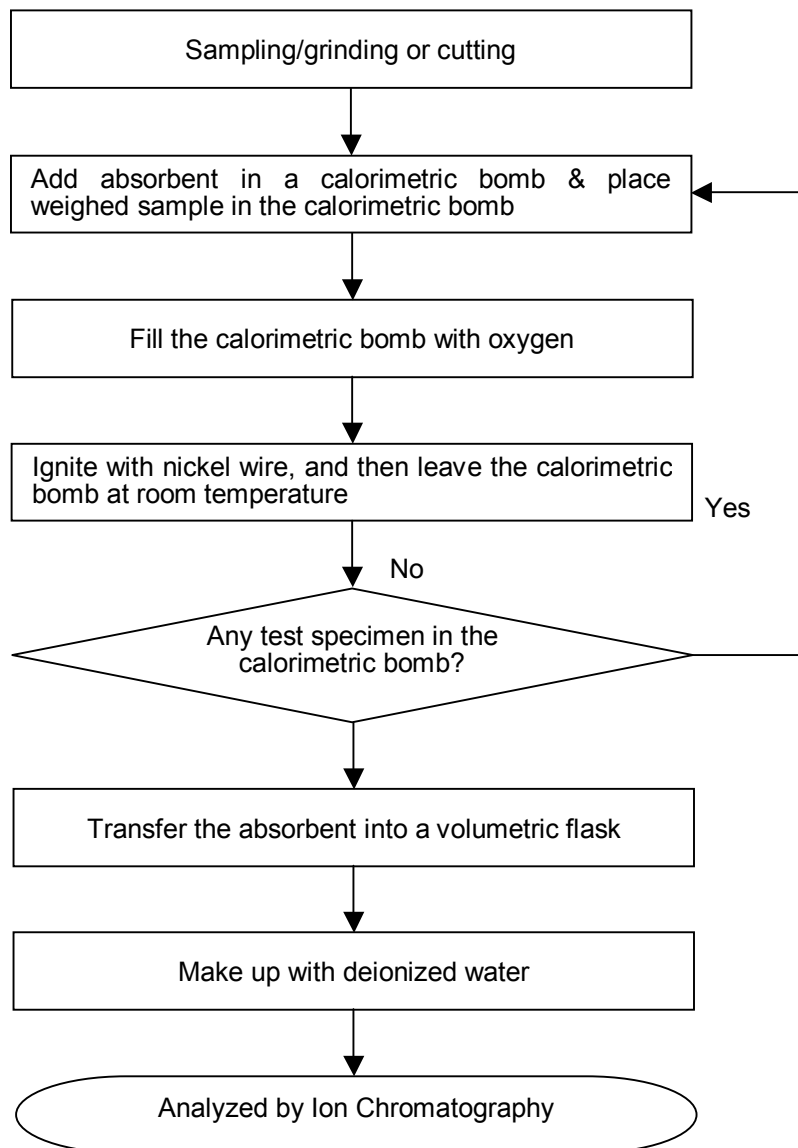 Sampling/grinding or cutting
Add absorbent in a calorimetric bomb & place
weighed sample in the calorimetric bomb
Fill the calorimetric bomb with oxygen
Ignite with nickel wire, and then leave the calorimetric
bomb at room temperature
Yes
No
Any test specimen in the
calorimetric bomb?
Transfer the absorbent into a volumetric flask
Make up with deionized water
Analyzed by Ion Chromatography